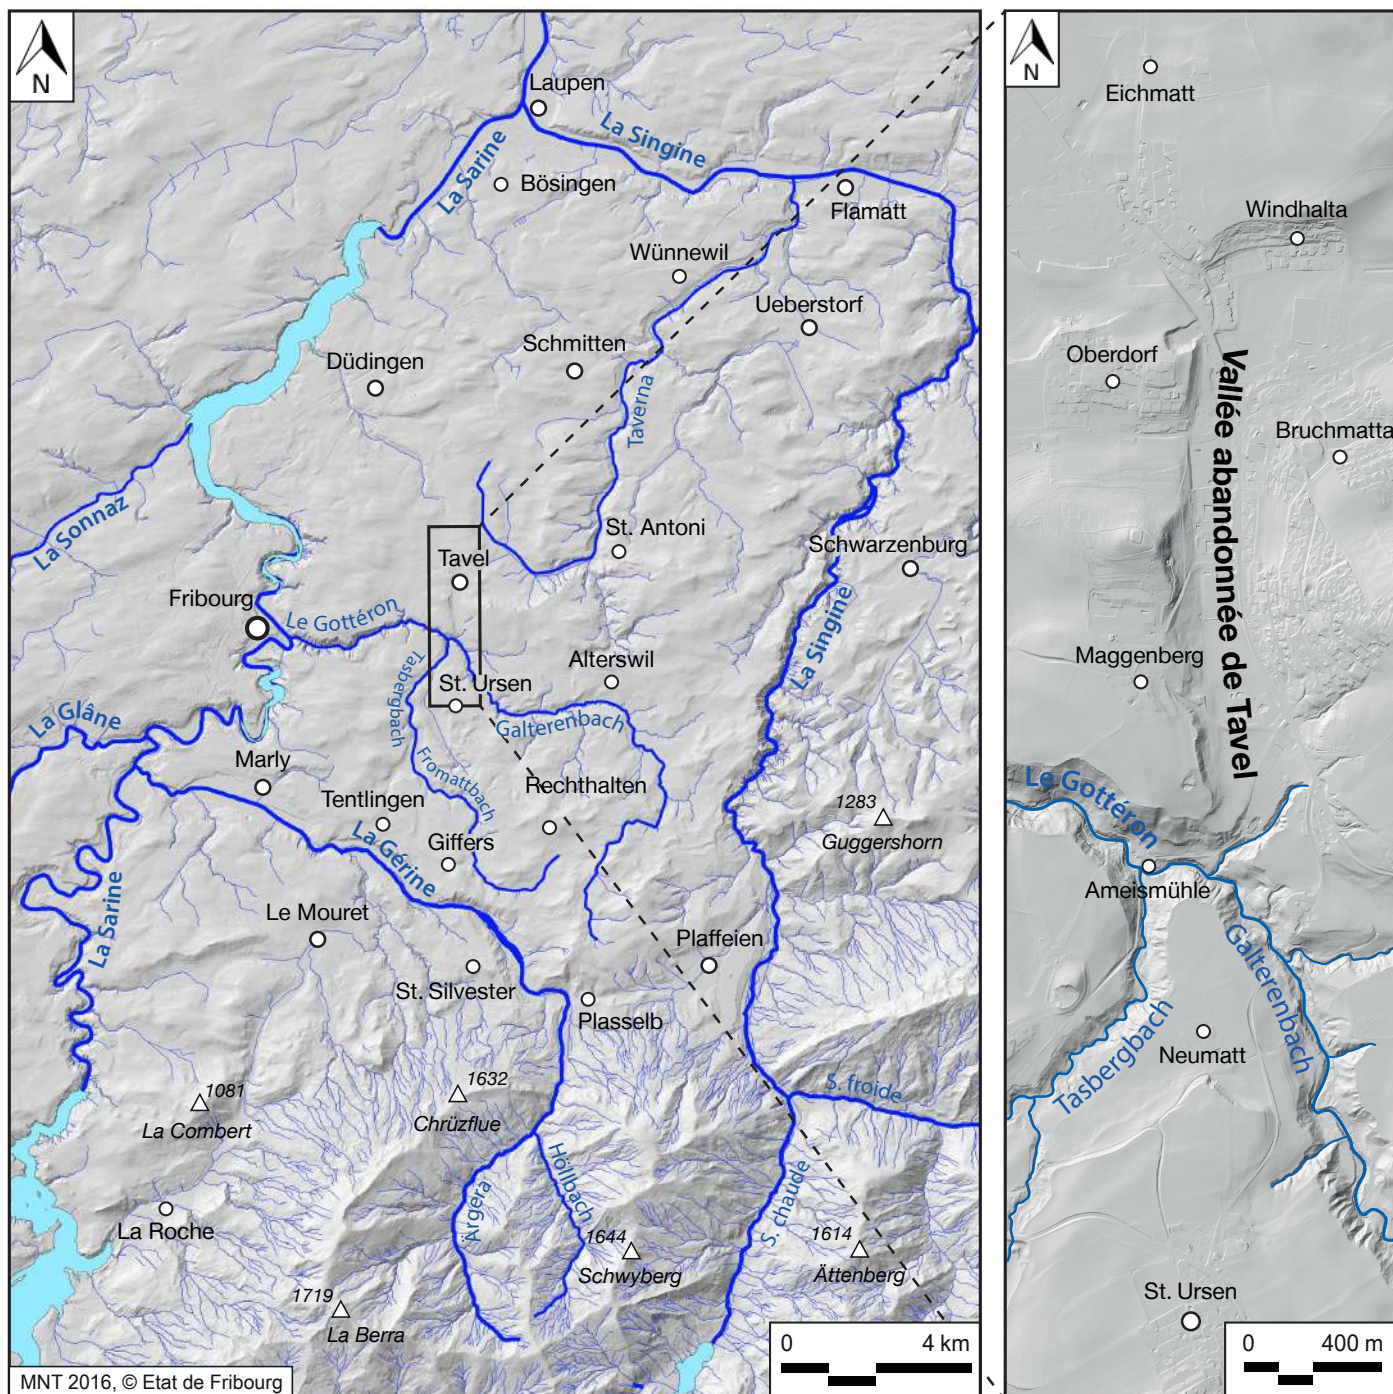 N
Laupen
La Singine
La Sarine
Bösingen
Flamatt
Wünnewil
Ueberstorf
Schmitten
Düdingen
Taverna
La Sonnaz
St. Antoni
Schwarzenburg
Tavel
Fribourg
Le Gottéron
La Singine
Tasbergbach
Alterswil
St. Ursen
Galterenbach
La Glâne
Marly
Fromattbach
Rechthalten
Tentlingen
1283
Guggershorn
La Gérine
Giffers
La Sarine
Le Mouret
Plaffeien
St. Silvester
Plasselb
1081
La Combert
1632
Chrüzflue
S. froide
Höllbach
Ärgera
S. chaude
La Roche
1644
Schwyberg
1614
Ättenberg
1719
La Berra
0 4 km
MNT 2016, © Etat de Fribourg
N
Eichmatt
Windhalta
Oberdorf
Vallée abandonnée de Tavel
Bruchmatta
Maggenberg
Le Gottéron
Ameismühle
Galterenbach
Tasbergbach
Neumatt
St. Ursen
0 400 m